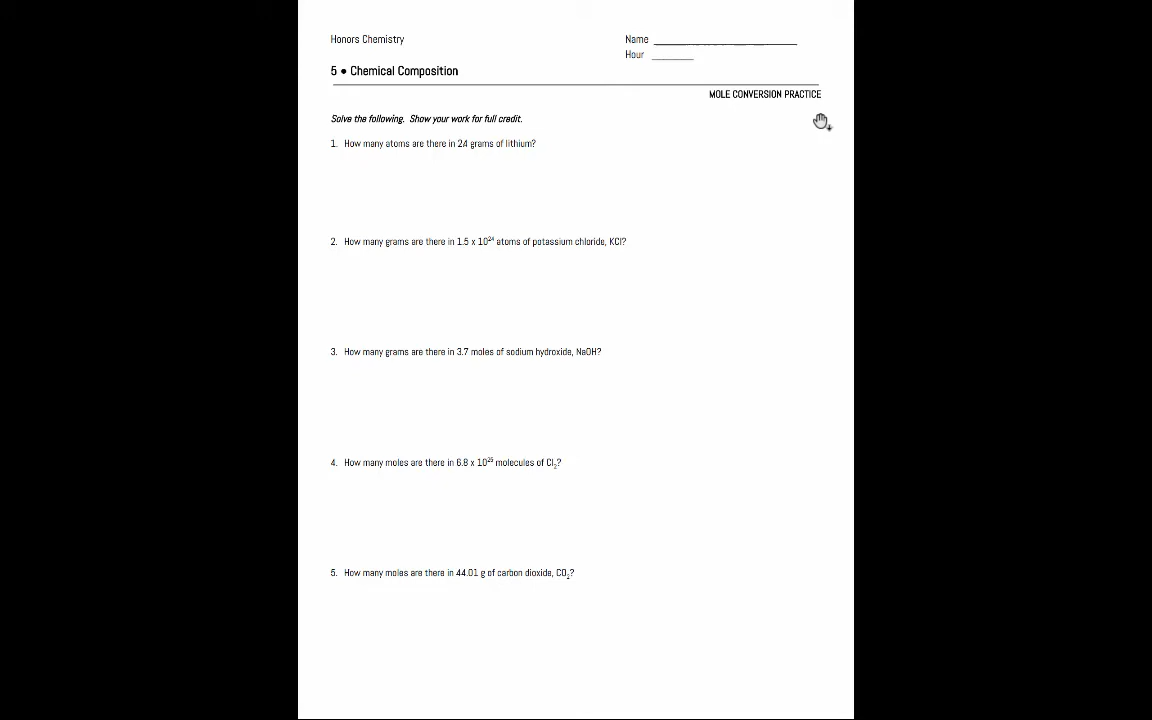 Honors Chemistry
Name ____________________
Hour ______
5 ● Chemical Composition
MOLE CONVERSION PRACTICE
Solve the following. Show your work for full credit.
1. How many atoms are there in 24 grams of lithium?
2. How many grams are there in 1.5 x 10²⁴ atoms of potassium chloride, KCl?
3. How many grams are there in 3.7 moles of sodium hydroxide, NaOH?
4. How many moles are there in 6.8 x 10²⁵ molecules of Cl₂?
5. How many moles are there in 44.01 g of carbon dioxide, CO₂?